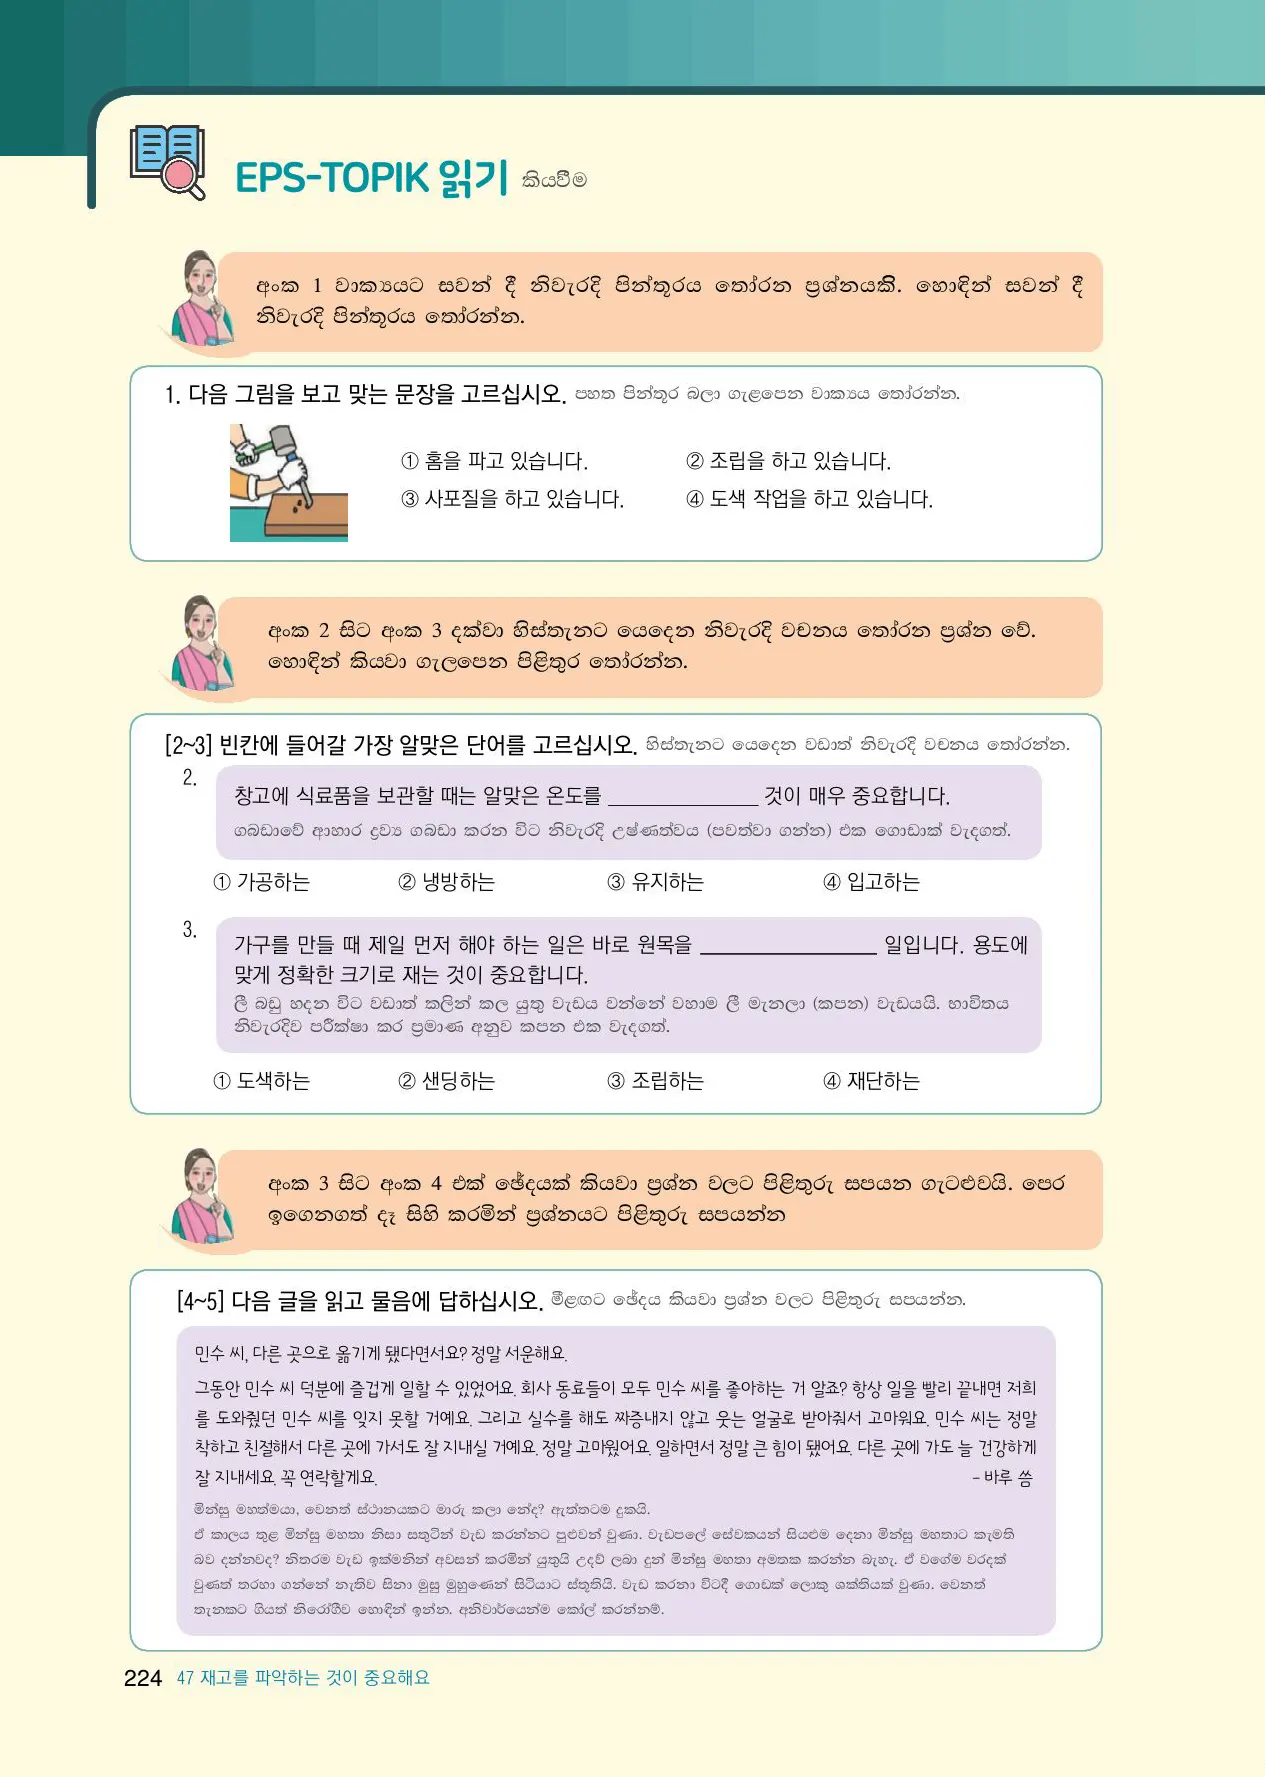 EPS-TOPIK 읽기 කියවීම
අංක 1 වාක්‍යයට සවන් දී නිවැරදි පින්තූරය තෝරන ප්‍රශ්නයකි. හොඳින් සවන් දී
නිවැරදි පින්තූරය තෝරන්න.
1. 다음 그림을 보고 맞는 문장을 고르십시오. පහත පින්තූර බලා ගැළපෙන වාක්‍යය තෝරන්න.
① 홈을 파고 있습니다. ② 조립을 하고 있습니다.
③ 사포질을 하고 있습니다. ④ 도색 작업을 하고 있습니다.
අංක 2 සිට අංක 3 දක්වා හිස්තැනට යෙදෙන නිවැරදි වචනය තෝරන ප්‍රශ්න වේ.
හොඳින් කියවා ගැලපෙන පිළිතුර තෝරන්න.
[2~3] 빈칸에 들어갈 가장 알맞은 단어를 고르십시오. හිස්තැනට යෙදෙන වඩාත් නිවැරදි වචනය තෝරන්න.
2. 창고에 식료품을 보관할 때는 알맞은 온도를 ______________ 것이 매우 중요합니다.
ගබඩාවේ ආහාර ද්‍රව්‍ය ගබඩා කරන විට නිවැරදි උෂ්ණත්වය (පවත්වා ගන්න) එක ගොඩාක් වැදගත්.
① 가공하는 ② 냉방하는 ③ 유지하는 ④ 입고하는
3. 가구를 만들 때 제일 먼저 해야 하는 일은 바로 원목을 ________________ 일입니다. 용도에
맞게 정확한 크기로 재는 것이 중요합니다.
ලී බඩු හදන විට වඩාත් කලින් කල යුතු වැඩය වන්නේ වහාම ලී මැනලා (කපන) වැඩයයි. භාවිතය
නිවැරදිව පරීක්ෂා කර ප්‍රමාණ අනුව කපන එක වැදගත්.
① 도색하는 ② 샌딩하는 ③ 조립하는 ④ 재단하는
අංක 3 සිට අංක 4 එක් ඡේදයක් කියවා ප්‍රශ්න වලට පිළිතුරු සපයන ගැටළුවයි. පෙර
ඉගෙනගත් දෑ සිහි කරමින් ප්‍රශ්නයට පිළිතුරු සපයන්න
[4~5] 다음 글을 읽고 물음에 답하십시오. මීළඟට ඡේදය කියවා ප්‍රශ්න වලට පිළිතුරු සපයන්න.
민수 씨, 다른 곳으로 옮기게 됐다면서요? 정말 서운해요.
그동안 민수 씨 덕분에 즐겁게 일할 수 있었어요. 회사 동료들이 모두 민수 씨를 좋아하는 거 알죠? 항상 일을 빨리 끝내면 저희
를 도와줬던 민수 씨를 잊지 못할 거예요. 그리고 실수를 해도 짜증내지 않고 웃는 얼굴로 받아줘서 고마워요. 민수 씨는 정말
착하고 친절해서 다른 곳에 가서도 잘 지내실 거예요. 정말 고마웠어요. 일하면서 정말 큰 힘이 됐어요. 다른 곳에 가도 늘 건강하게
잘 지내세요. 꼭 연락할게요. - 바루 씀
මින්සු මහත්මයා, වෙනත් ස්ථානයකට මාරු කලා නේද? ඇත්තටම දුකයි.
ඒ කාලය තුළ මින්සු මහතා නිසා සතුටින් වැඩ කරන්නට පුළුවන් වුණා. වැඩපලේ සේවකයන් සියළුම දෙනා මින්සු මහතාට කැමති
බව දන්නවද? නිතරම වැඩ ඉක්මනින් අවසන් කරමින් යුතුයි උදව් ලබා දුන් මින්සු මහතා අමතක කරන්න බැහැ. ඒ වගේම වරදක්
වුණත් තරහා ගන්නේ නැතිව සිනා මුසු මුහුණෙන් සිටියාට ස්තූතියි. වැඩ කරනා විටදී ගොඩක් ලොකු ශක්තියක් වුණා. වෙනත්
තැනකට ගියත් නිරෝගීව හොඳින් ඉන්න. අනිවාර්යෙන්ම කෝල් කරන්නම්.
224 47 재고를 파악하는 것이 중요해요